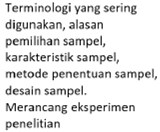 Terminologi yang sering
digunakan, alasan
pemilihan sampel,
karakteristik sampel,
metode penentuan sampel,
desain sampel.
Merancang eksperimen
penelitian